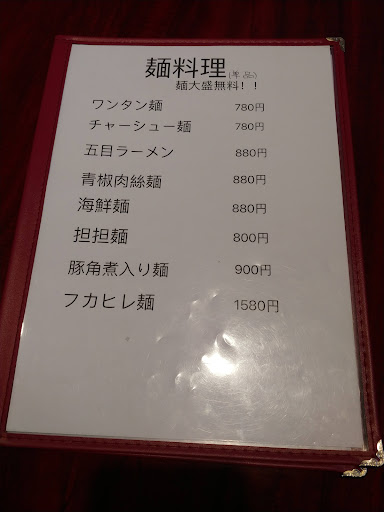 麺料理(単品)
麺大盛無料！！
ワンタン麺 780円
チャーシュー麺 780円
五目ラーメン 880円
青椒肉絲麺 880円
海鮮麺 880円
担担麺 800円
豚角煮入り麺 900円
フカヒレ麺 1580円